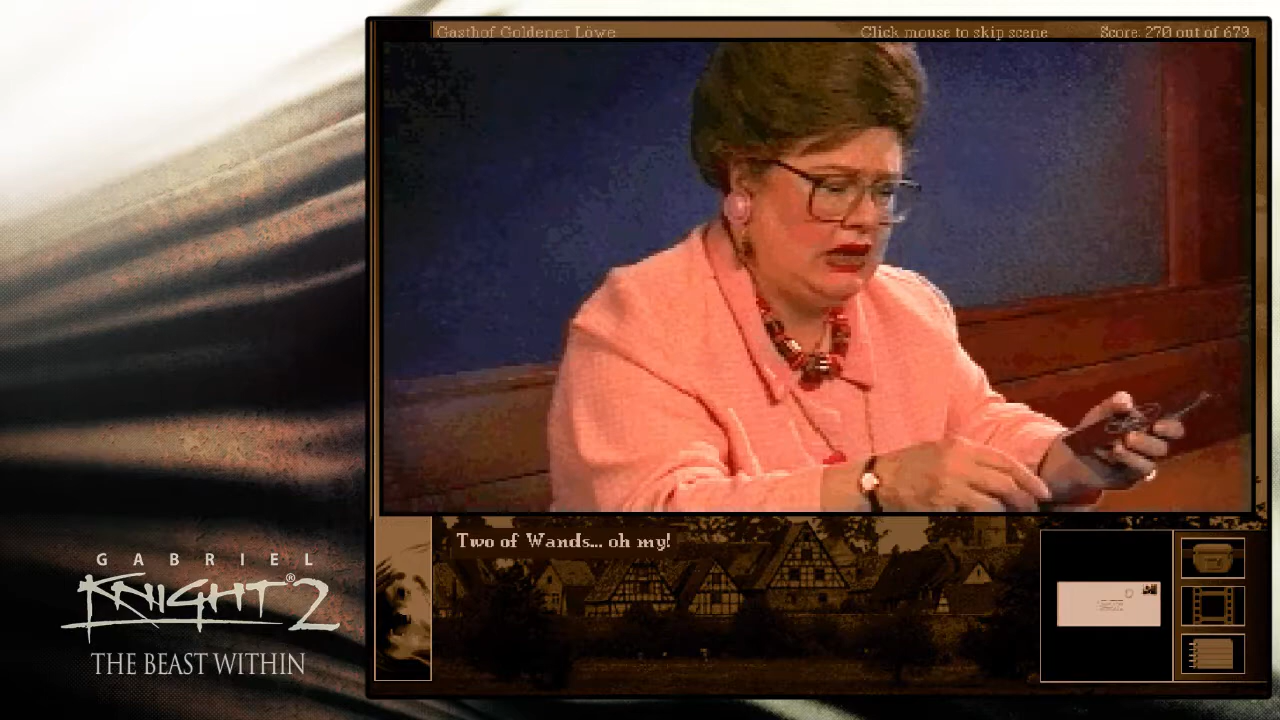 Gasthof Goldener Löwe
Click mouse to skip scene
Score: 270 out of 679
Two of Wands... oh my!
GABRIEL
KNIGHT® 2
THE BEAST WITHIN